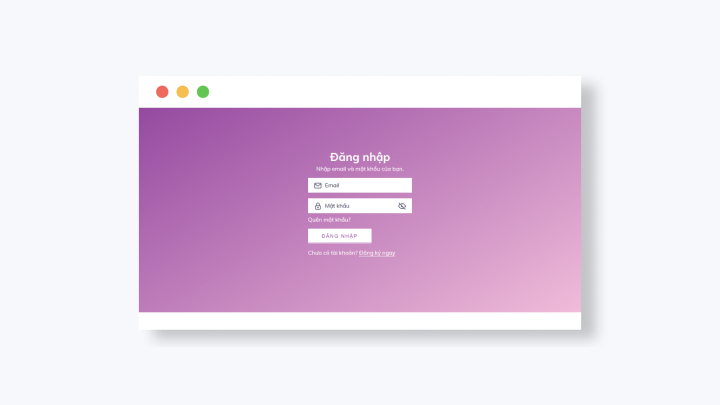 Đăng nhập
Nhập email và mật khẩu của bạn.
Email
Mật khẩu
Quên mật khẩu?
ĐĂNG NHẬP
Chưa có tài khoản? Đăng ký ngay